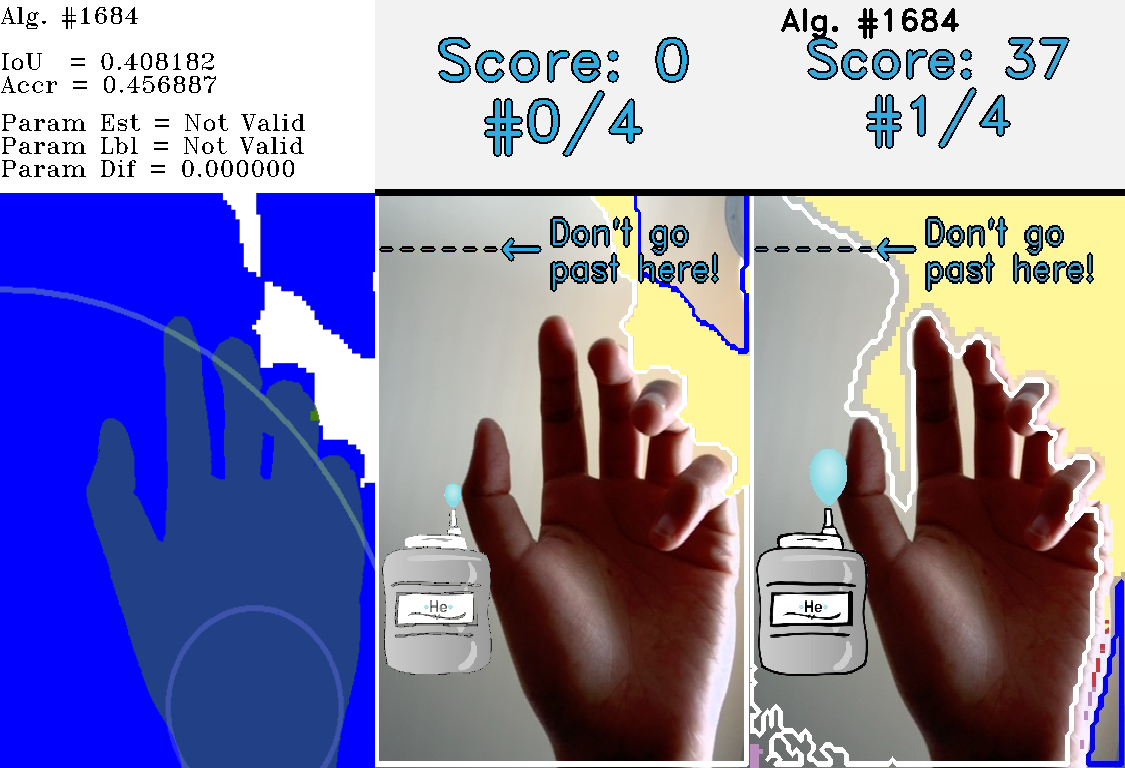 Alg. #1684
IoU = 0.408182
Accr = 0.456887
Param Est = Not Valid
Param Lbl = Not Valid
Param Dif = 0.000000
Score: 0
#0/4
Alg. #1684
Score: 37
#1/4
Don't go
past here!
Don't go
past here!
He
He